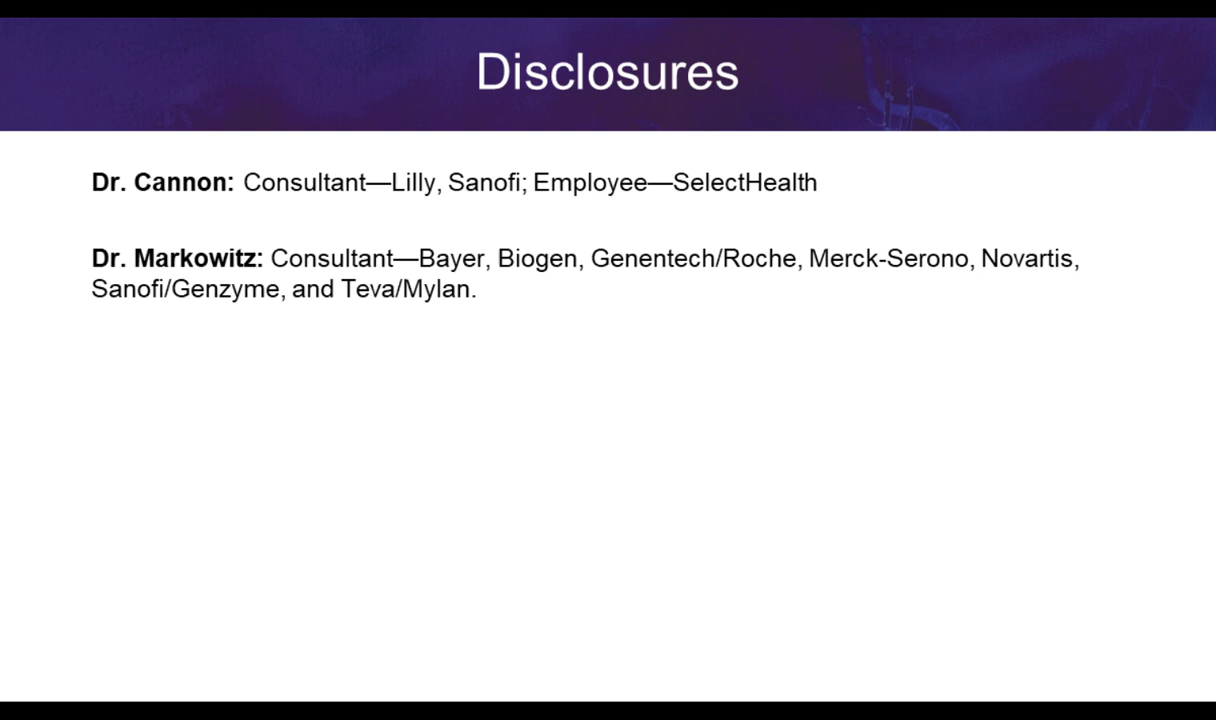 Disclosures
Dr. Cannon: Consultant—Lilly, Sanofi; Employee—SelectHealth
Dr. Markowitz: Consultant—Bayer, Biogen, Genentech/Roche, Merck-Serono, Novartis,
Sanofi/Genzyme, and Teva/Mylan.